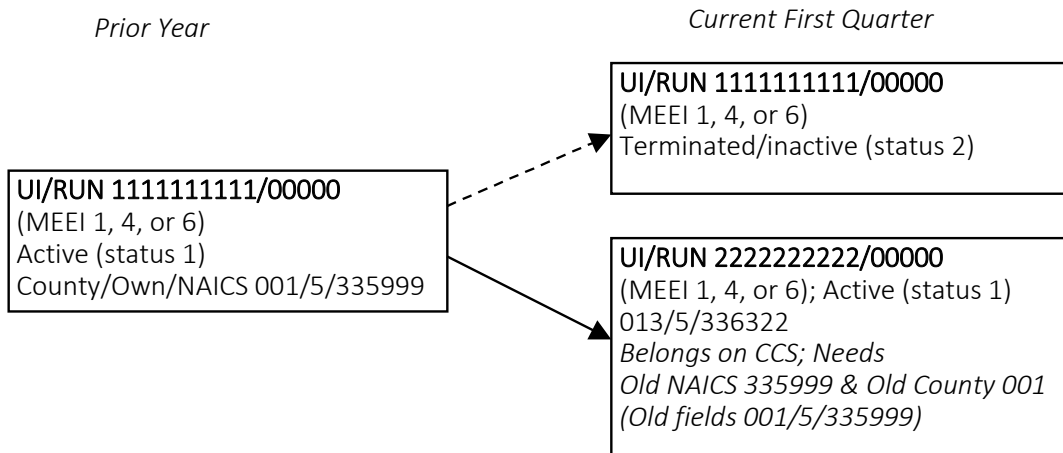 Prior Year
Current First Quarter
UI/RUN 1111111111/00000
(MEEI 1, 4, or 6)
Active (status 1)
County/Own/NAICS 001/5/335999
UI/RUN 1111111111/00000
(MEEI 1, 4, or 6)
Terminated/inactive (status 2)
UI/RUN 2222222222/00000
(MEEI 1, 4, or 6); Active (status 1)
013/5/336322
Belongs on CCS; Needs
Old NAICS 335999 & Old County 001
(Old fields 001/5/335999)